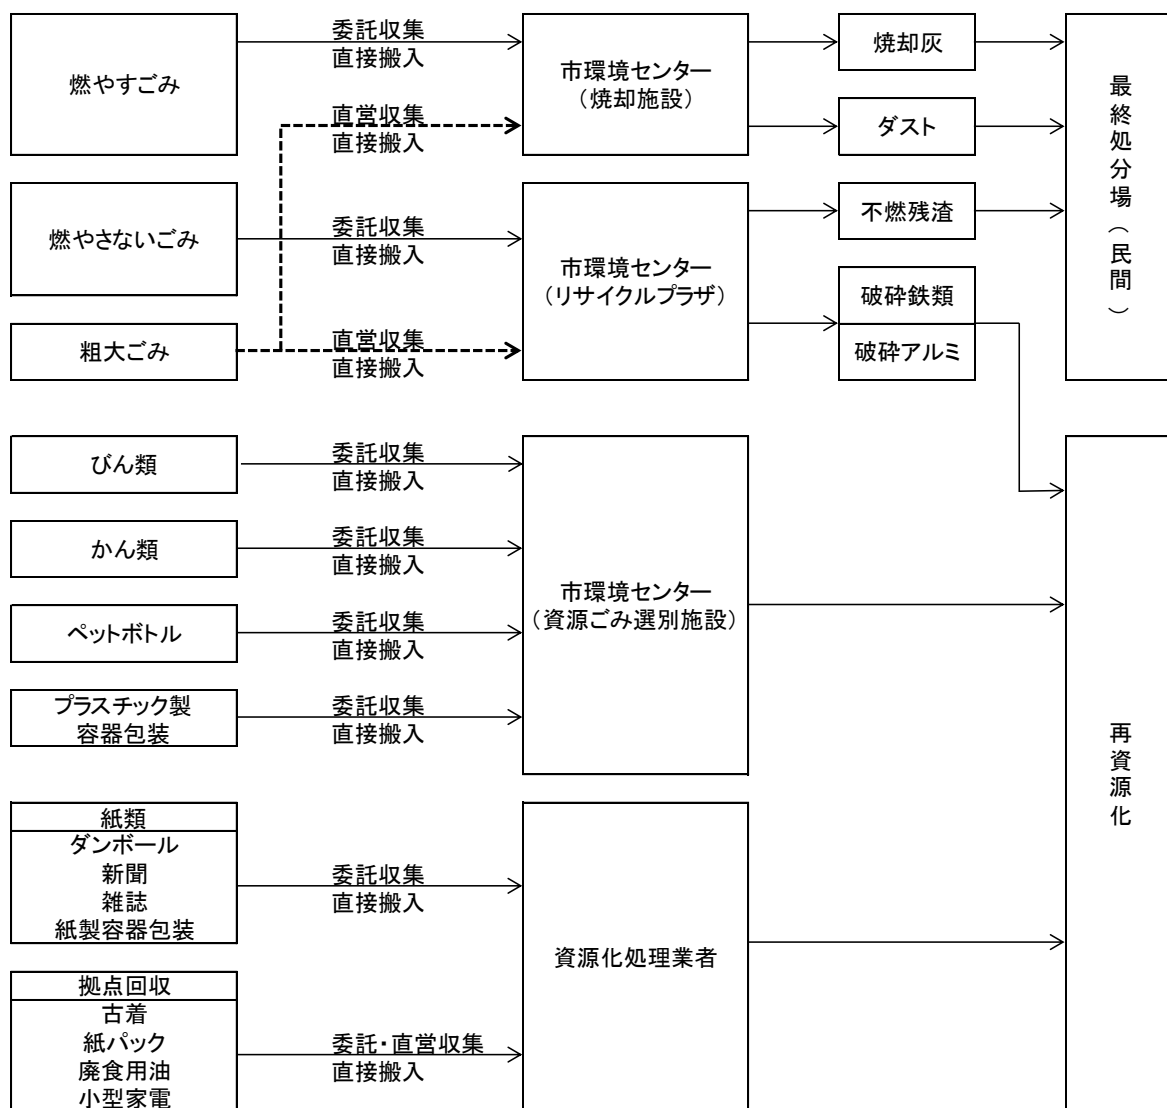 燃やすごみ
委託収集
直接搬入
直営収集
直接搬入
市環境センター
（焼却施設）
焼却灰
ダスト
最終処分場（民間）
燃やさないごみ
委託収集
直接搬入
粗大ごみ
直営収集
直接搬入
市環境センター
（リサイクルプラザ）
不燃残渣
破砕鉄類
破砕アルミ
びん類
委託収集
直接搬入
かん類
委託収集
直接搬入
ペットボトル
委託収集
直接搬入
プラスチック製
容器包装
委託収集
直接搬入
市環境センター
（資源ごみ選別施設）
再資源化
紙類
ダンボール
新聞
雑誌
紙製容器包装
委託収集
直接搬入
拠点回収
古着
紙パック
廃食用油
小型家電
委託・直営収集
直接搬入
資源化処理業者